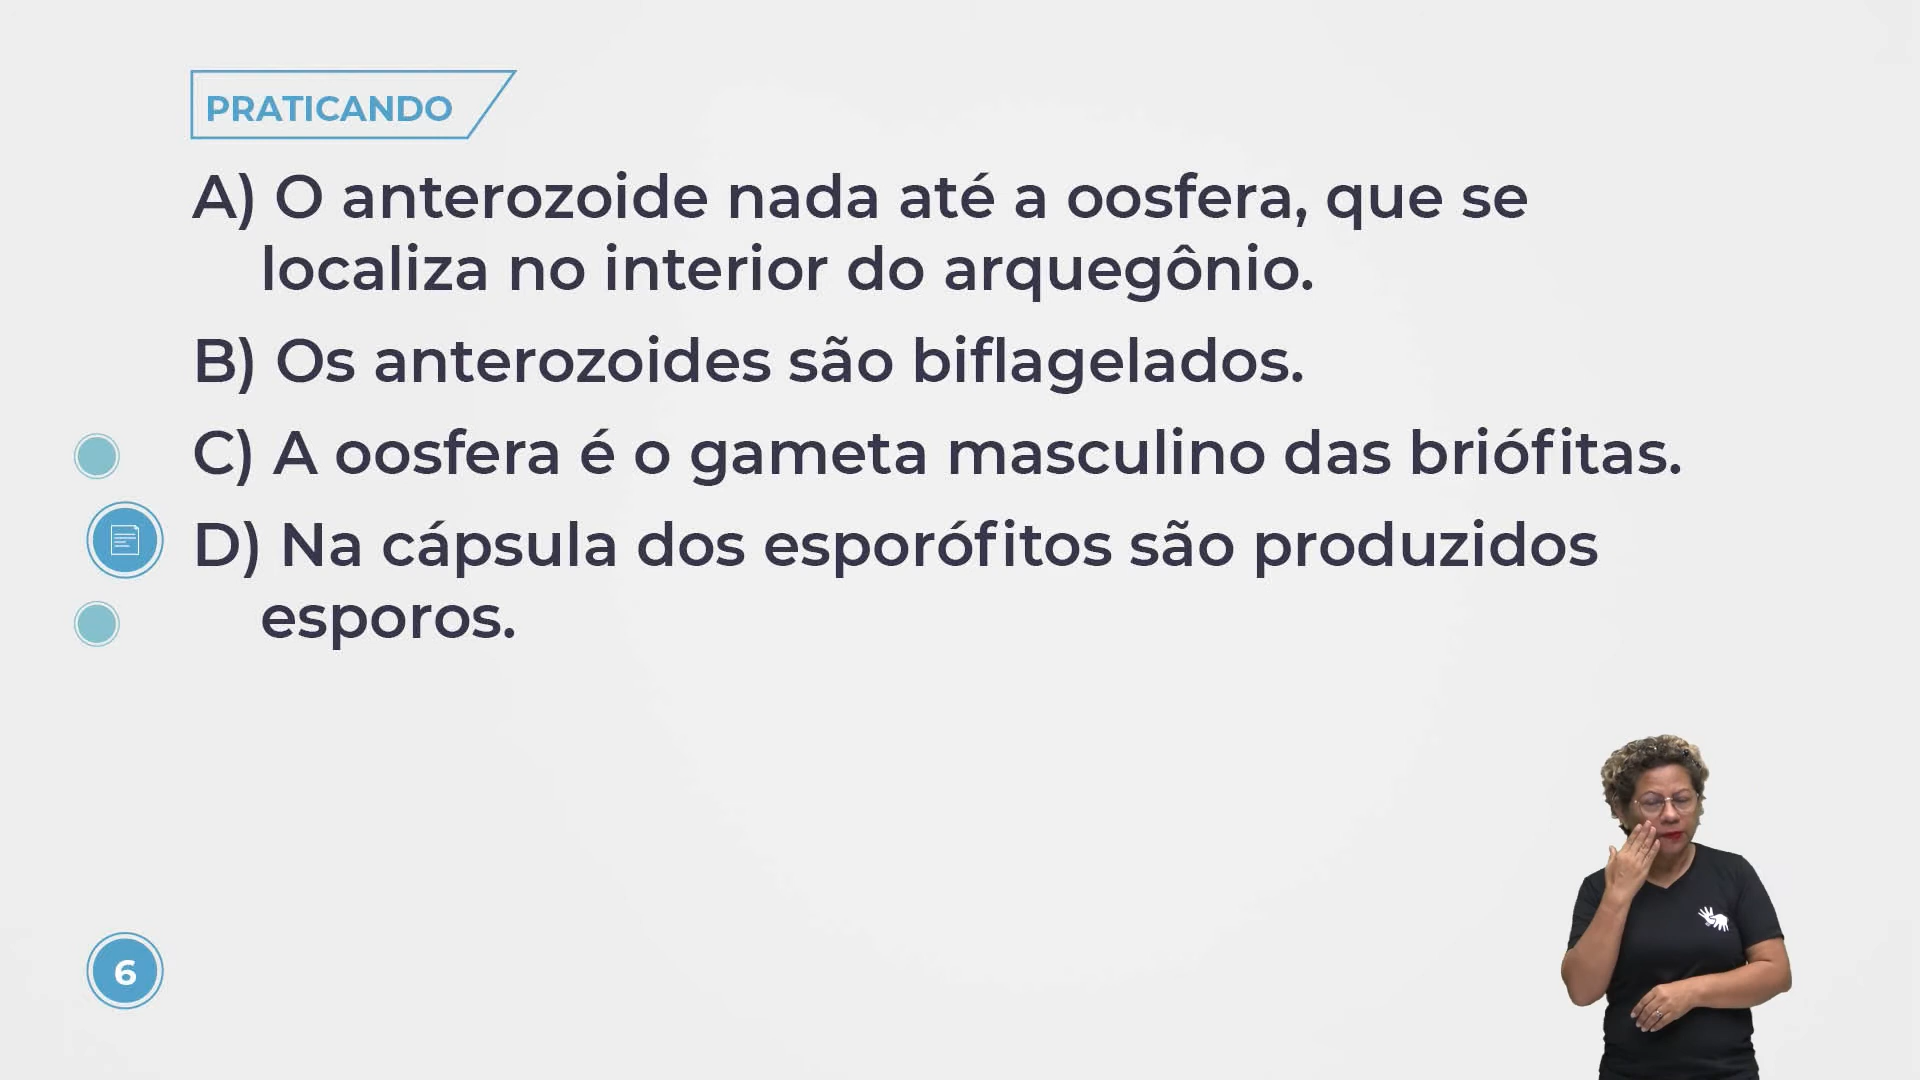 PRATICANDO
A) O anterozoide nada até a oosfera, que se
localiza no interior do arquegônio.
B) Os anterozoides são biflagelados.
C) A oosfera é o gameta masculino das briófitas.
D) Na cápsula dos esporófitos são produzidos
esporos.
6